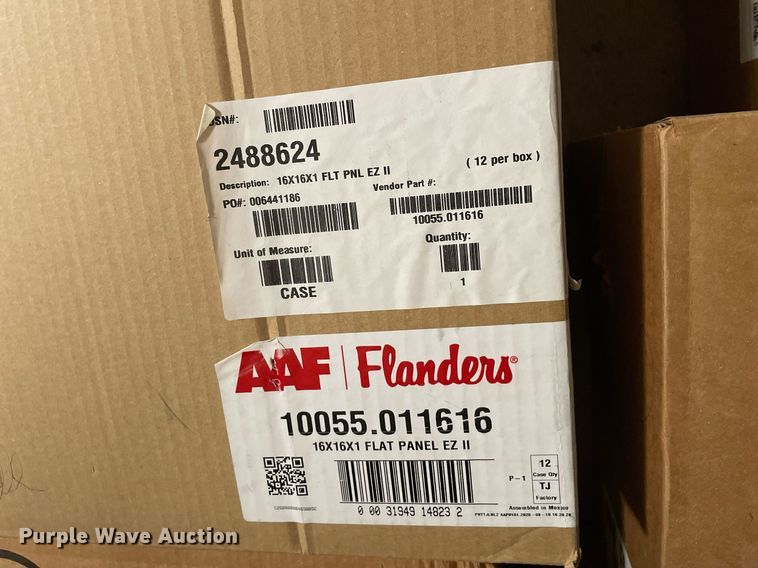 SSN#:
2488624
Description: 16X16X1 FLT PNL EZ II
( 12 per box )
PO#: 006441186
Vendor Part #:
10055.011616
Unit of Measure:
CASE
Quantity:
1
AAF | Flanders®
10055.011616
16X16X1 FLAT PANEL EZ II
0 00 31949 14823 2
P-1
12
Case Qty
TJ
Factory
Assembled in Mexico
Purple Wave Auction